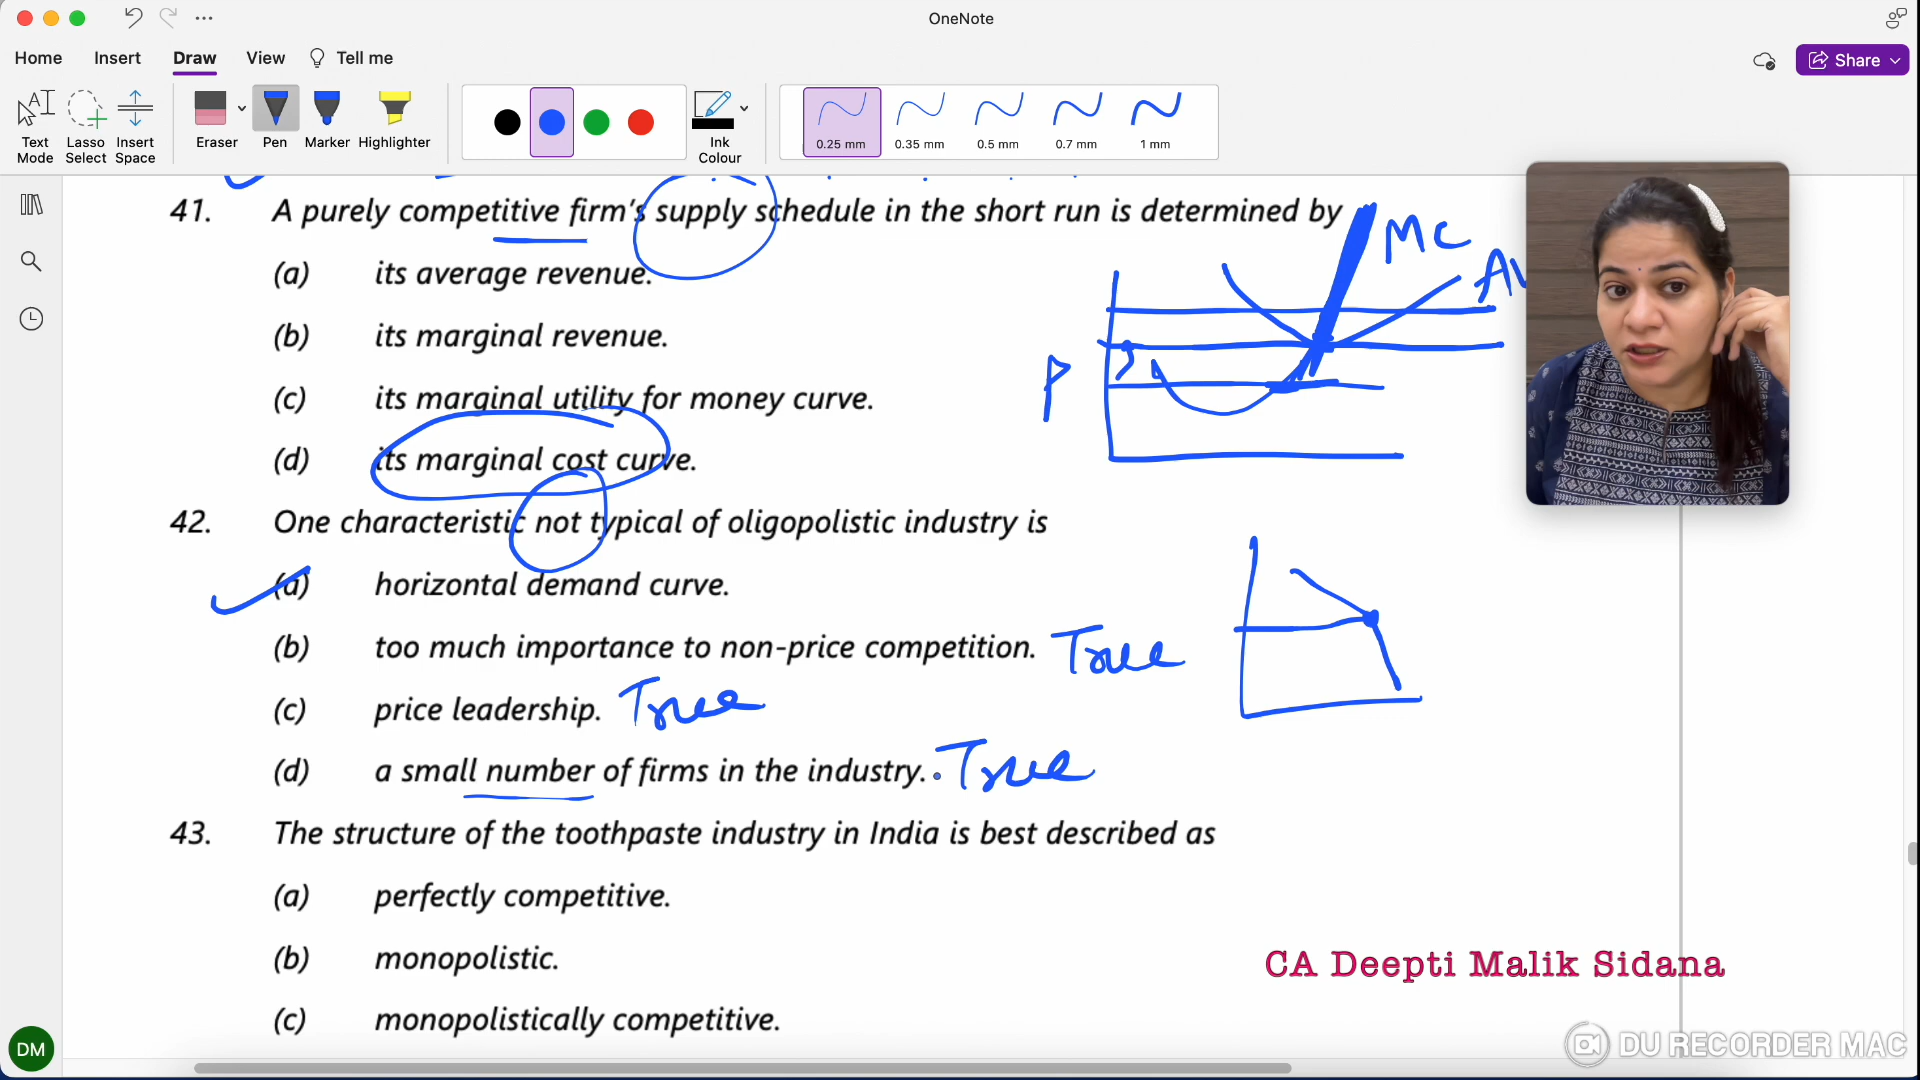 OneNote
Home Insert Draw View Tell me
Share
Text Mode
Lasso Select
Insert Space
Eraser
Pen
Marker
Highlighter
Ink Colour
0.25 mm
0.35 mm
0.5 mm
0.7 mm
1 mm
41. A purely competitive firm's supply schedule in the short run is determined by
MC
(a) its average revenue.
(b) its marginal revenue.
P
(c) its marginal utility for money curve.
(d) its marginal cost curve.
42. One characteristic not typical of oligopolistic industry is
(a) horizontal demand curve.
(b) too much importance to non-price competition. True
(c) price leadership. True
(d) a small number of firms in the industry. True
43. The structure of the toothpaste industry in India is best described as
(a) perfectly competitive.
(b) monopolistic.
CA Deepti Malik Sidana
(c) monopolistically competitive.
DM
DU RECORDER MAC